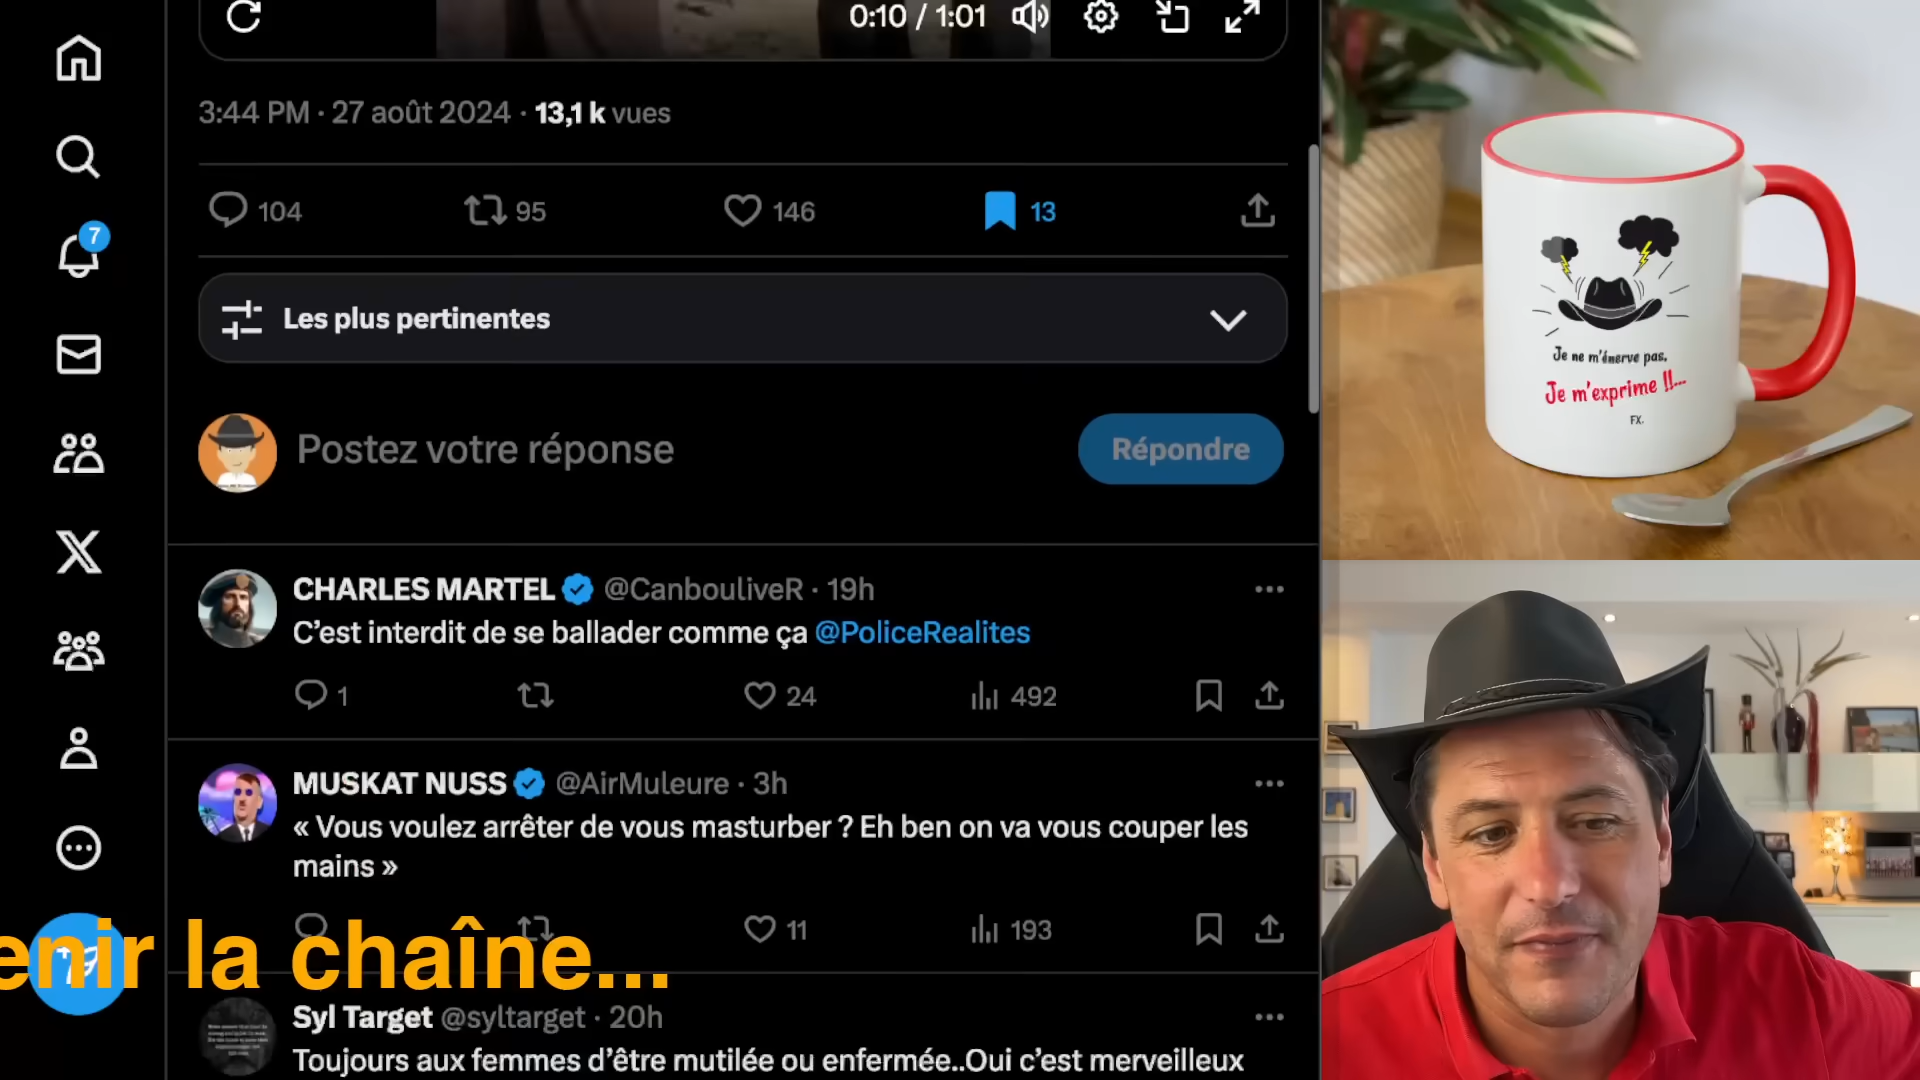 0:10 / 1:01
3:44 PM · 27 août 2024 · 13,1 k vues
104
95
146
13
7
Les plus pertinentes
Postez votre réponse
Répondre
CHARLES MARTEL @CanbouliveR · 19h
C’est interdit de se ballader comme ça @PoliceRealites
1
24
492
MUSKAT NUSS @AirMuleure · 3h
« Vous voulez arrêter de vous masturber ? Eh ben on va vous couper les
mains »
11
193
enir la chaîne...
Syl Target @syltarget · 20h
Toujours aux femmes d’être mutilée ou enfermée..Oui c’est merveilleux
Je ne m'énerve pas.
Je m'exprime !!...
FX.